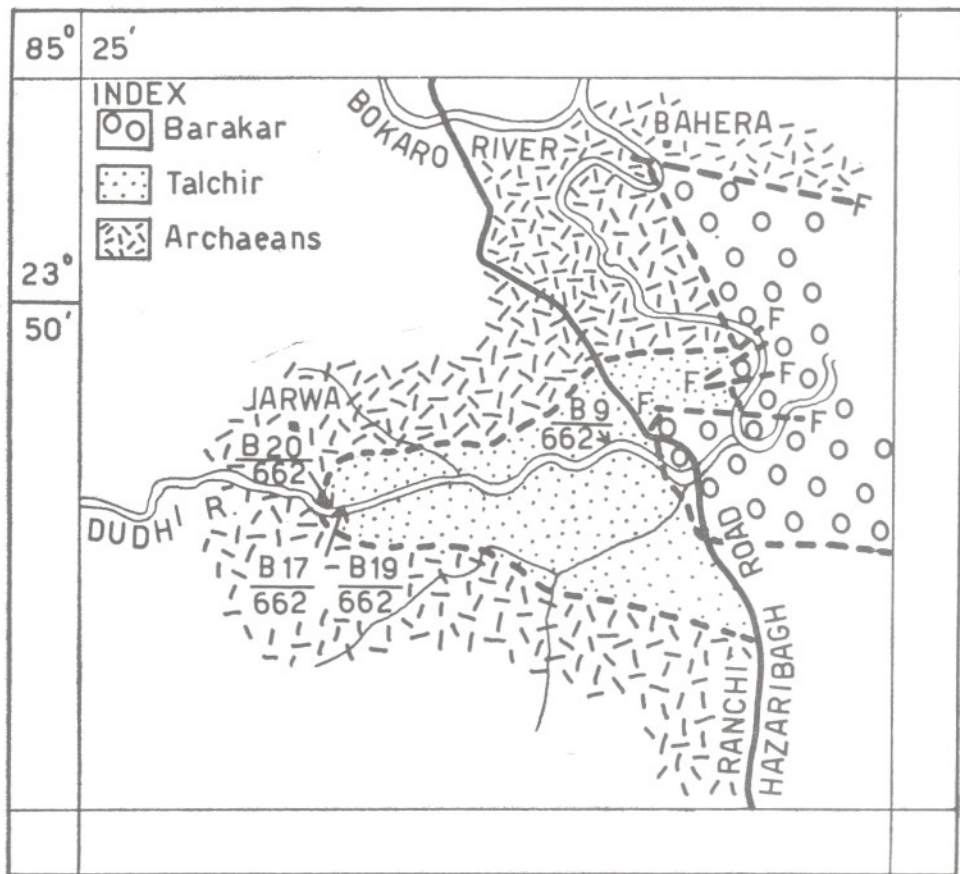 85° 25′
INDEX
Barakar
Talchir
Archaeans
23°
50′
BOKARO RIVER
BAHERA
F
F
F
F
F
F
JARWA
B 9
662
B 20
662
DUDHI R
B 17
662
B 19
662
ROAD
RANCHI
HAZARIBAGH